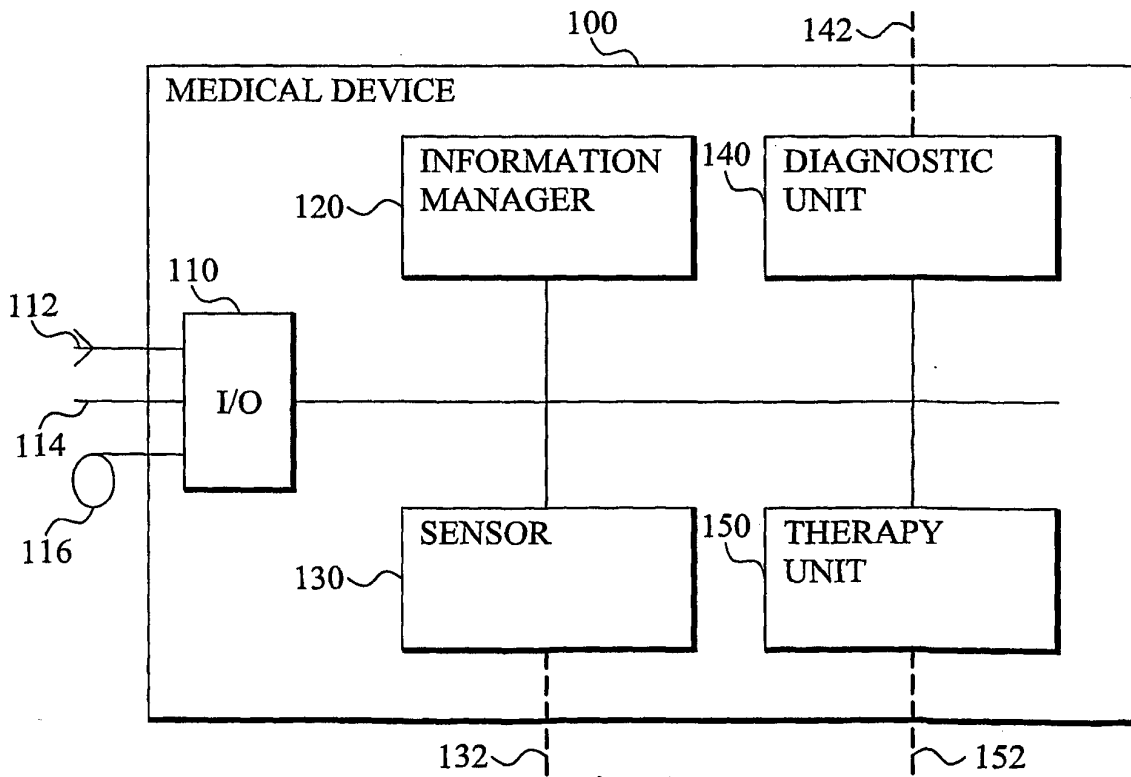 142
100
MEDICAL DEVICE
INFORMATION
MANAGER
120
140
DIAGNOSTIC
UNIT
110
112
I/O
114
116
SENSOR
130
150
THERAPY
UNIT
132
152